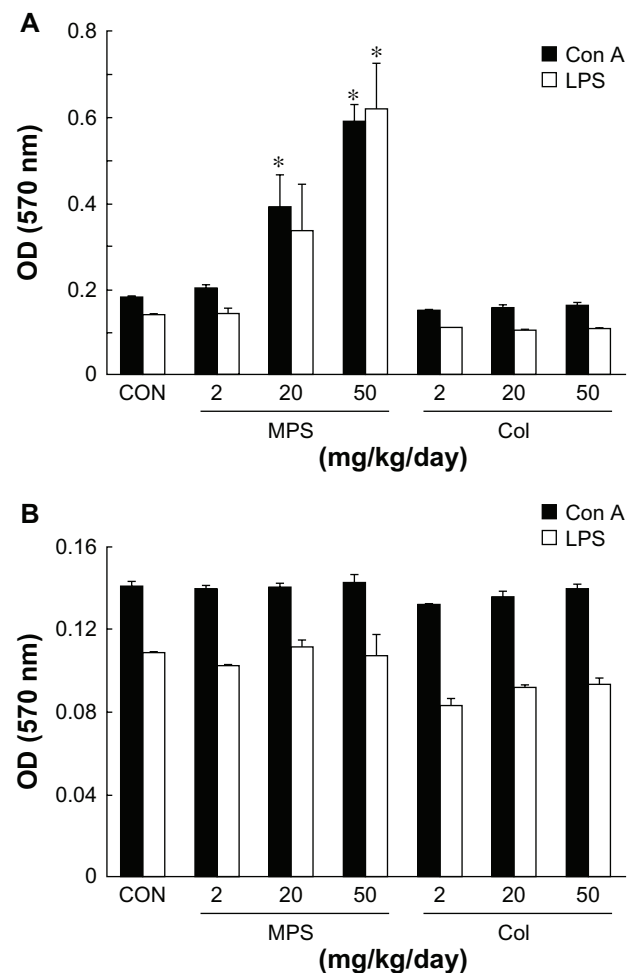 A
Con A
LPS
OD (570 nm)
0.8
0.6
0.4
0.2
0
* * *
CON 2 20 50 2 20 50
MPS Col
(mg/kg/day)
B
Con A
LPS
OD (570 nm)
0.16
0.12
0.08
0.04
0
CON 2 20 50 2 20 50
MPS Col
(mg/kg/day)